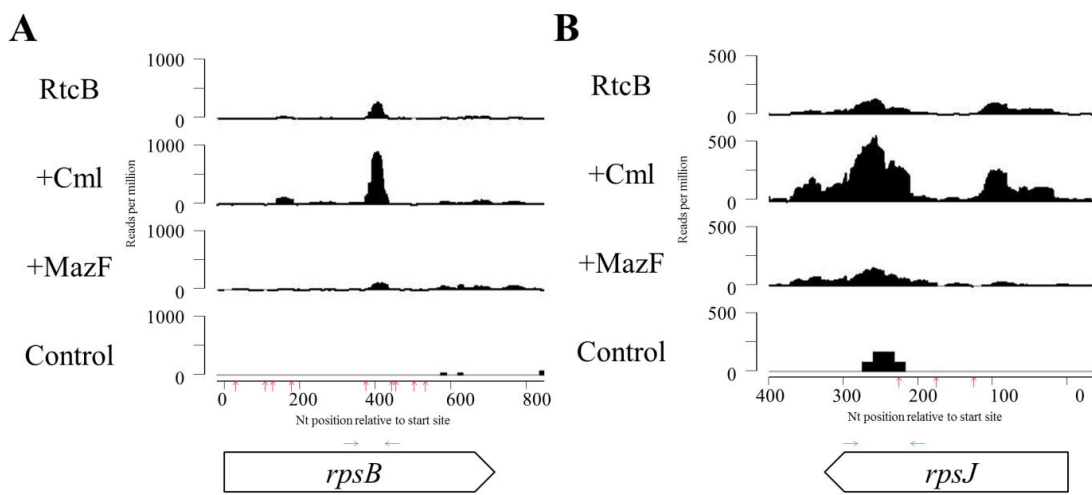 A
RtcB
1000
0
+Cml
1000
0
+MazF
1000
0
Control
1000
0
Reads per million
0 200 400 600 800
Nt position relative to start site
rpsB
B
RtcB
500
0
+Cml
500
0
+MazF
500
0
Control
500
0
Reads per million
400 300 200 100 0
Nt position relative to start site
rpsJ